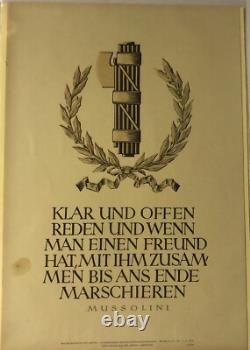 KLAR UND OFFEN
REDEN UND WENN
MAN EINEN FREUND
HAT, MIT IHM ZUSAM-
MEN BIS ANS ENDE
MARSCHIEREN
MUSSOLINI